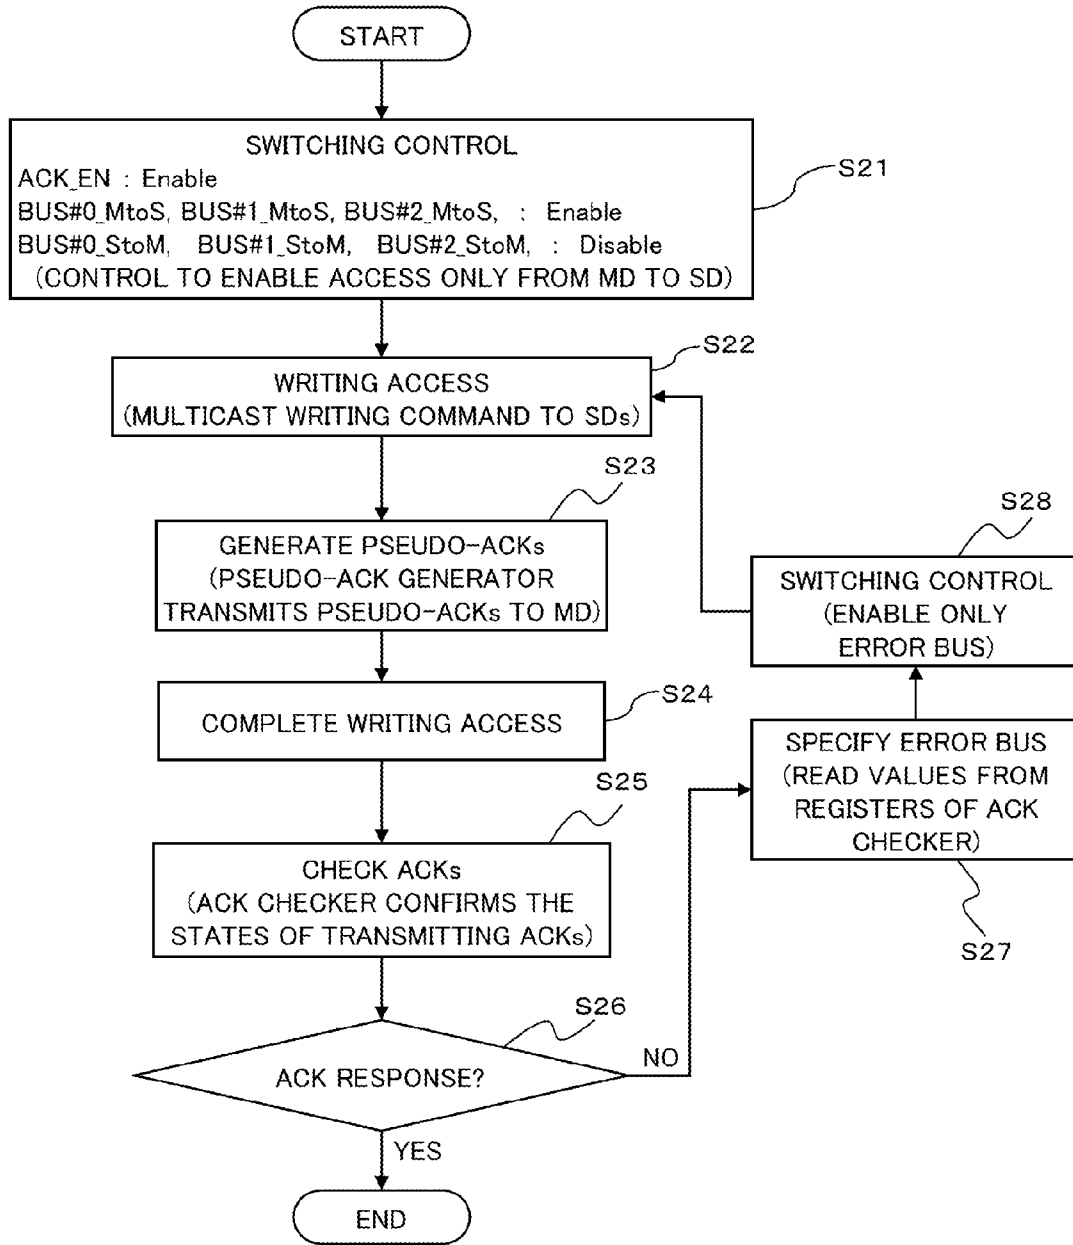 START
SWITCHING CONTROL
ACK_EN : Enable
BUS#0_MtoS, BUS#1_MtoS, BUS#2_MtoS, : Enable
BUS#0_StoM, BUS#1_StoM, BUS#2_StoM, : Disable
(CONTROL TO ENABLE ACCESS ONLY FROM MD TO SD)
S21
WRITING ACCESS
(MULTICAST WRITING COMMAND TO SDs)
S22
GENERATE PSEUDO-ACKs
(PSEUDO-ACK GENERATOR
TRANSMITS PSEUDO-ACKs TO MD)
S23
COMPLETE WRITING ACCESS
S24
CHECK ACKs
(ACK CHECKER CONFIRMS THE
STATES OF TRANSMITTING ACKs)
S25
ACK RESPONSE?
S26
NO
YES
SPECIFY ERROR BUS
(READ VALUES FROM
REGISTERS OF ACK
CHECKER)
S27
SWITCHING CONTROL
(ENABLE ONLY
ERROR BUS)
S28
END